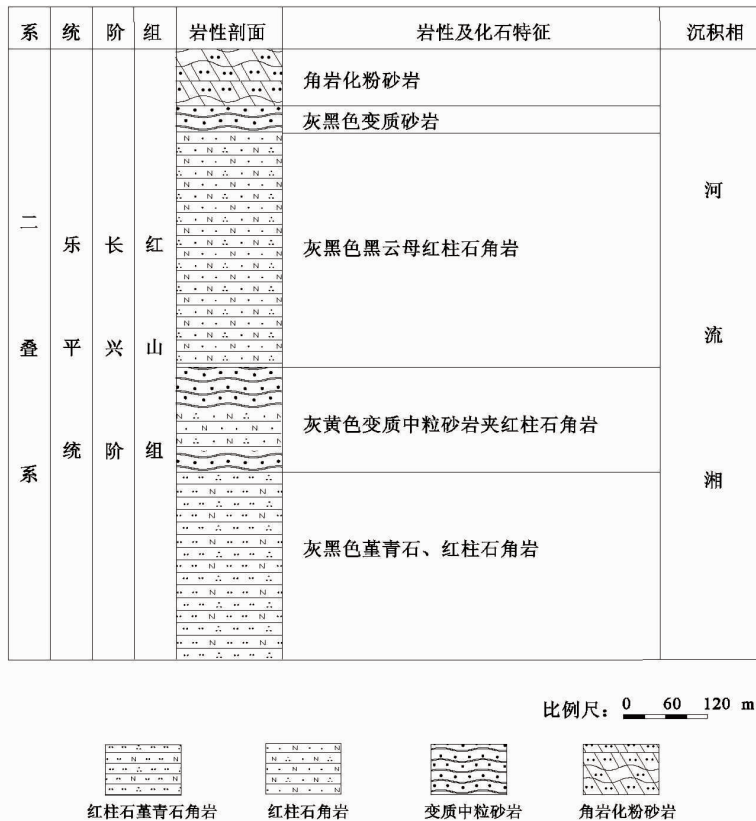 系 统 阶 组 岩性剖面 岩性及化石特征 沉积相
二叠系
乐平统
长兴阶
红山组
角岩化粉砂岩
灰黑色变质砂岩
灰黑色黑云母红柱石角岩
灰黄色变质中粒砂岩夹红柱石角岩
灰黑色堇青石、红柱石角岩
河流湘
比例尺： 0 60 120 m
红柱石堇青石角岩 红柱石角岩 变质中粒砂岩 角岩化粉砂岩